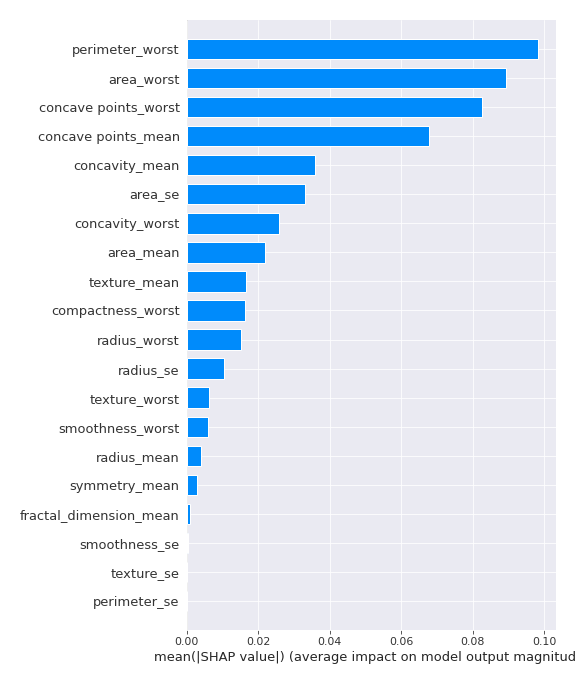 perimeter_worst
area_worst
concave points_worst
concave points_mean
concavity_mean
area_se
concavity_worst
area_mean
texture_mean
compactness_worst
radius_worst
radius_se
texture_worst
smoothness_worst
radius_mean
symmetry_mean
fractal_dimension_mean
smoothness_se
texture_se
perimeter_se
0.00 0.02 0.04 0.06 0.08 0.10
mean(|SHAP value|) (average impact on model output magnitud